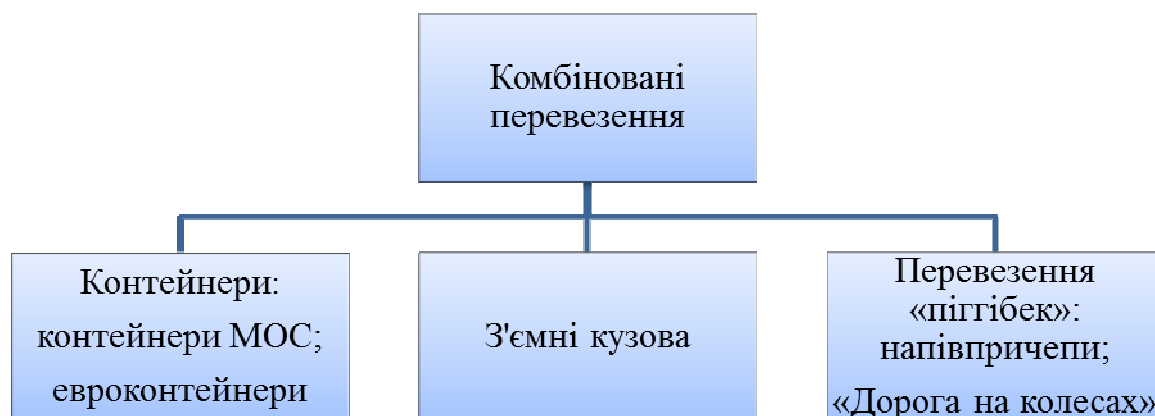 Комбіновані
перевезення
Контейнери:
контейнери МОС;
евроконтейнери
З'ємні кузова
Перевезення
«піггібек»:
напівпричепи;
«Дорога на колесах»